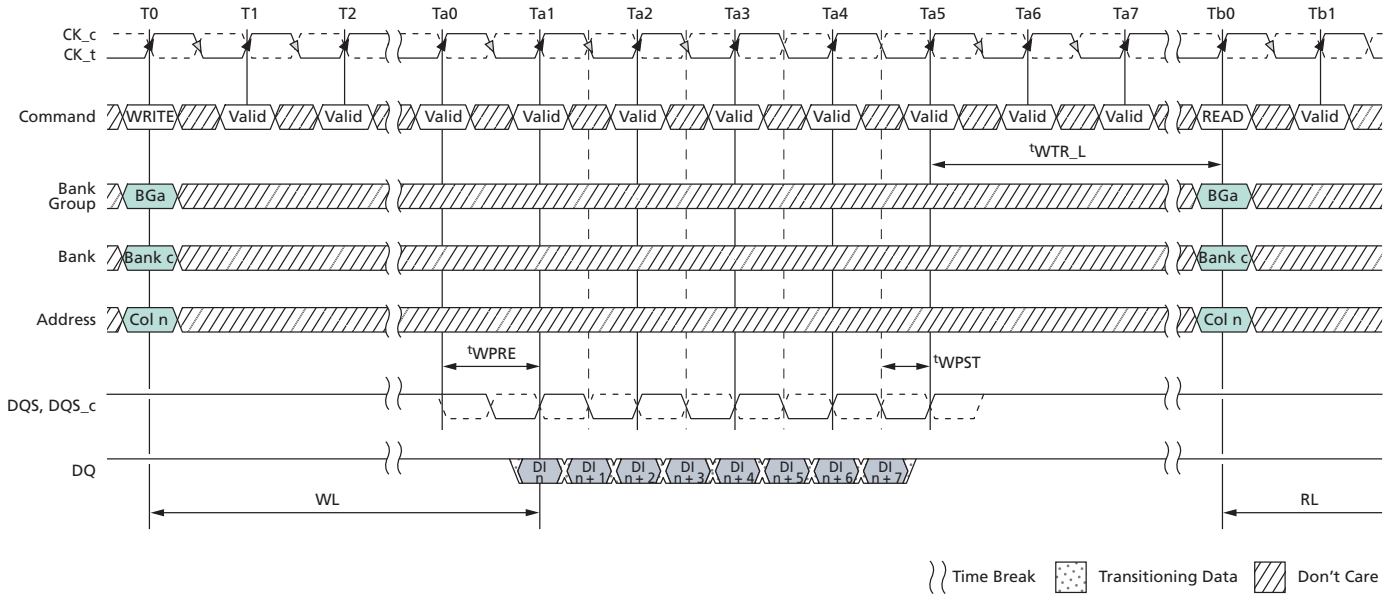 T0 T1 T2 Ta0 Ta1 Ta2 Ta3 Ta4 Ta5 Ta6 Ta7 Tb0 Tb1
CK_c
CK_t
Command WRITE Valid Valid Valid Valid Valid Valid Valid Valid Valid Valid READ Valid
tWTR_L
Bank
Group BGa BGa
Bank Bank c Bank c
Address Col n Col n
tWPRE tWPST
DQS, DQS_c
DQ DI DI DI DI DI DI DI DI
n n + 1 n + 2 n + 3 n + 4 n + 5 n + 6 n + 7
WL RL
Time Break Transitioning Data Don't Care